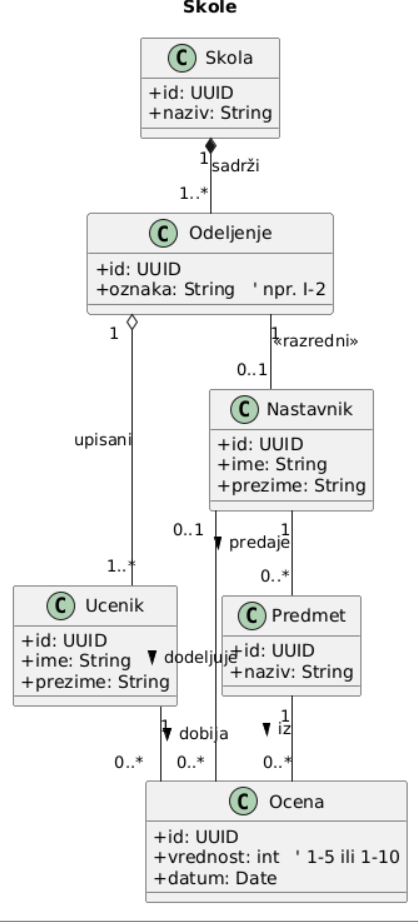 Skole
C Skola
+id: UUID
+naziv: String
1
sadrži
1..*
C Odeljenje
+id: UUID
+oznaka: String ' npr. I-2
1
1
«razredni»
0..1
C Nastavnik
+id: UUID
+ime: String
+prezime: String
upisani
0..1
1
predaje
1..*
0..*
C Ucenik
+id: UUID
+ime: String
+prezime: String
C Predmet
+id: UUID
+naziv: String
dodeljuje
1
dobija
1
iz
0..*
0..*
0..*
C Ocena
+id: UUID
+vrednost: int ' 1-5 ili 1-10
+datum: Date